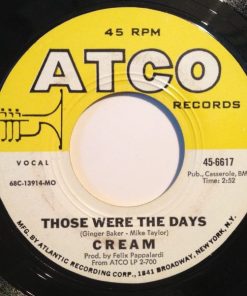 45 RPM
ATCO
RECORDS
VOCAL
45-6617
68C-13914-MO
Pub., Casserole, BM
Time: 2:52
THOSE WERE THE DAYS
(Ginger Baker - Mike Taylor)
CREAM
Prod. by Felix Pappalardi
From ATCO LP 2-700
MFG. BY ATLANTIC RECORDING CORP., 1841 BROADWAY, NEW YORK, N.Y.